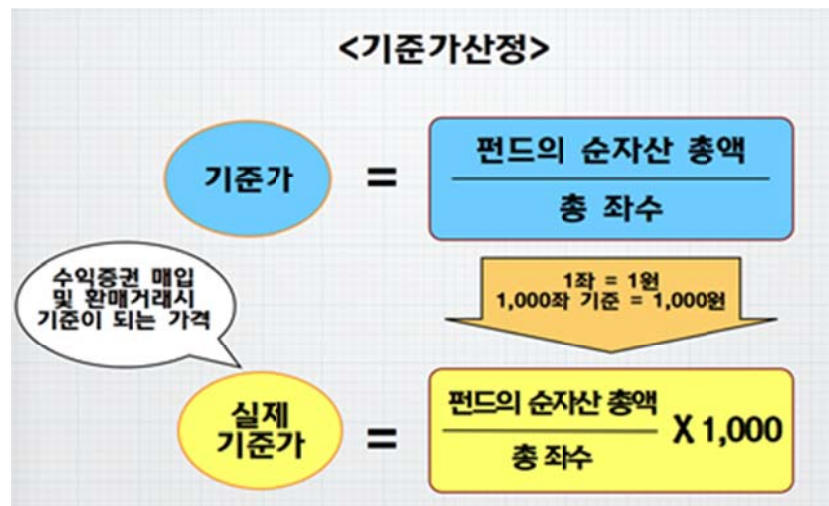 <기준가산정>
기준가
=
펀드의 순자산 총액
총 좌수
수익증권 매입
및 환매거래시
기준이 되는 가격
1좌 = 1원
1,000좌 기준 = 1,000원
실제
기준가
=
펀드의 순자산 총액
총 좌수
X 1,000